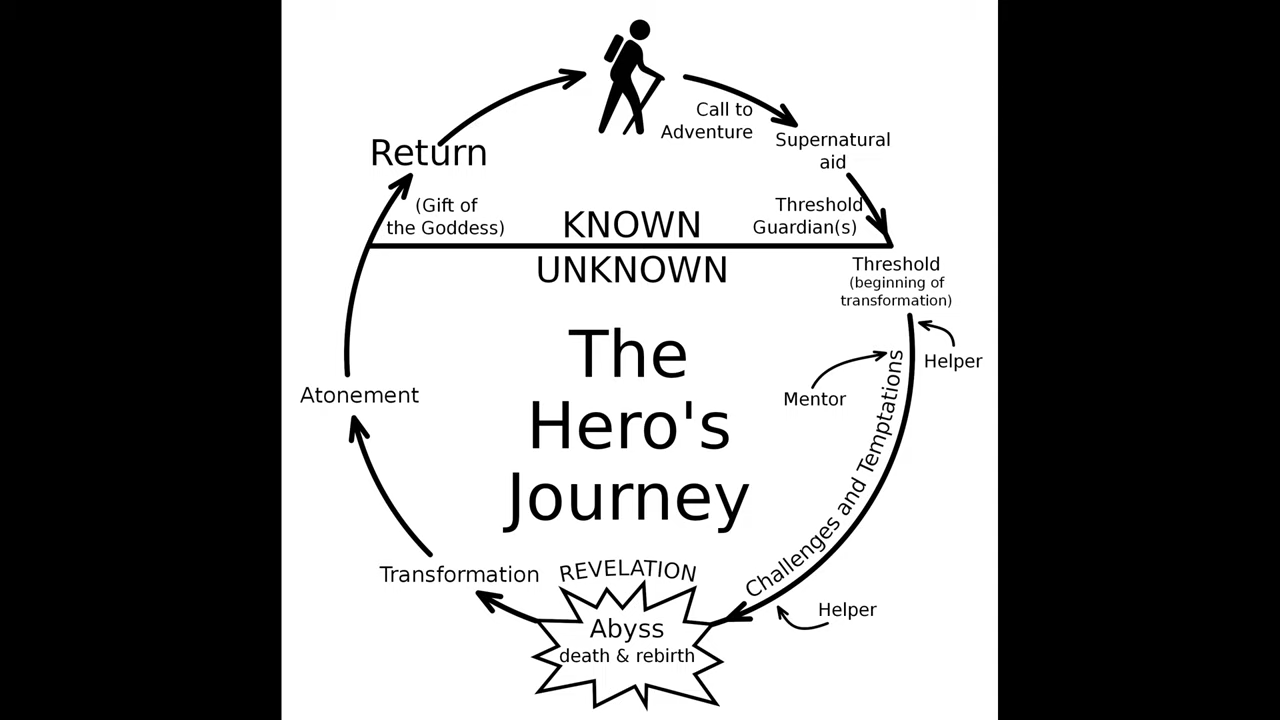 Call to
Adventure
Supernatural
aid
Return
(Gift of
the Goddess)
KNOWN
Threshold
Guardian(s)
UNKNOWN
Threshold
(beginning of
transformation)
The
Hero's
Journey
Helper
Mentor
Challenges and Temptations
Atonement
Transformation
REVELATION
Abyss
death & rebirth
Helper